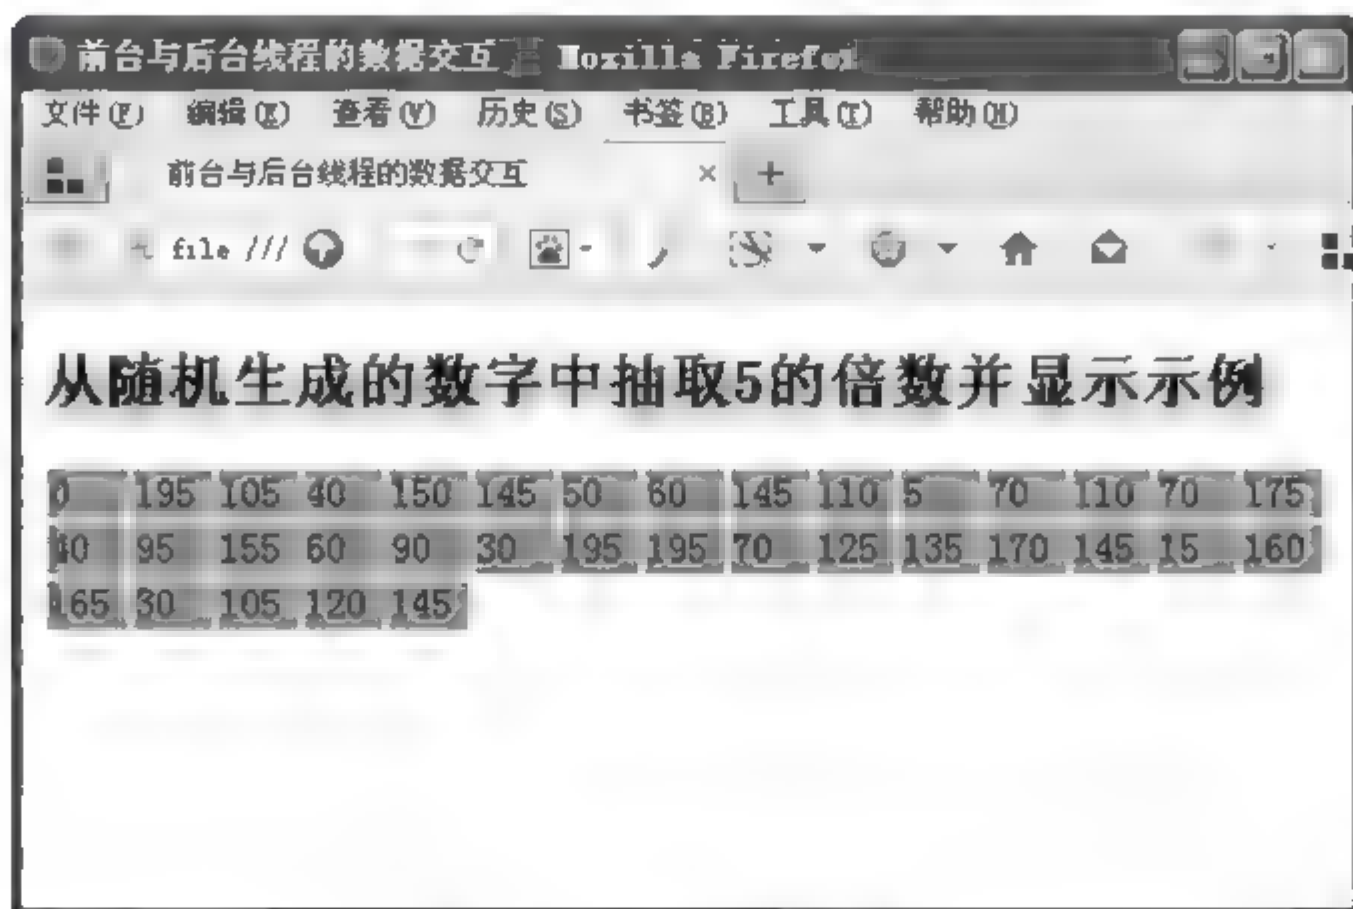 前台与后台线程的数据交互 - Mozilla Firefox
文件(F) 编辑(E) 查看(V) 历史(S) 书签(B) 工具(T) 帮助(H)
前台与后台线程的数据交互 × +
file ///
从随机生成的数字中抽取5的倍数并显示示例
0 195 105 40 150 145 50 60 145 110 5 70 110 70 175
95 155 60 90 30 195 195 70 125 135 170 145 15 160
165 30 105 120 145